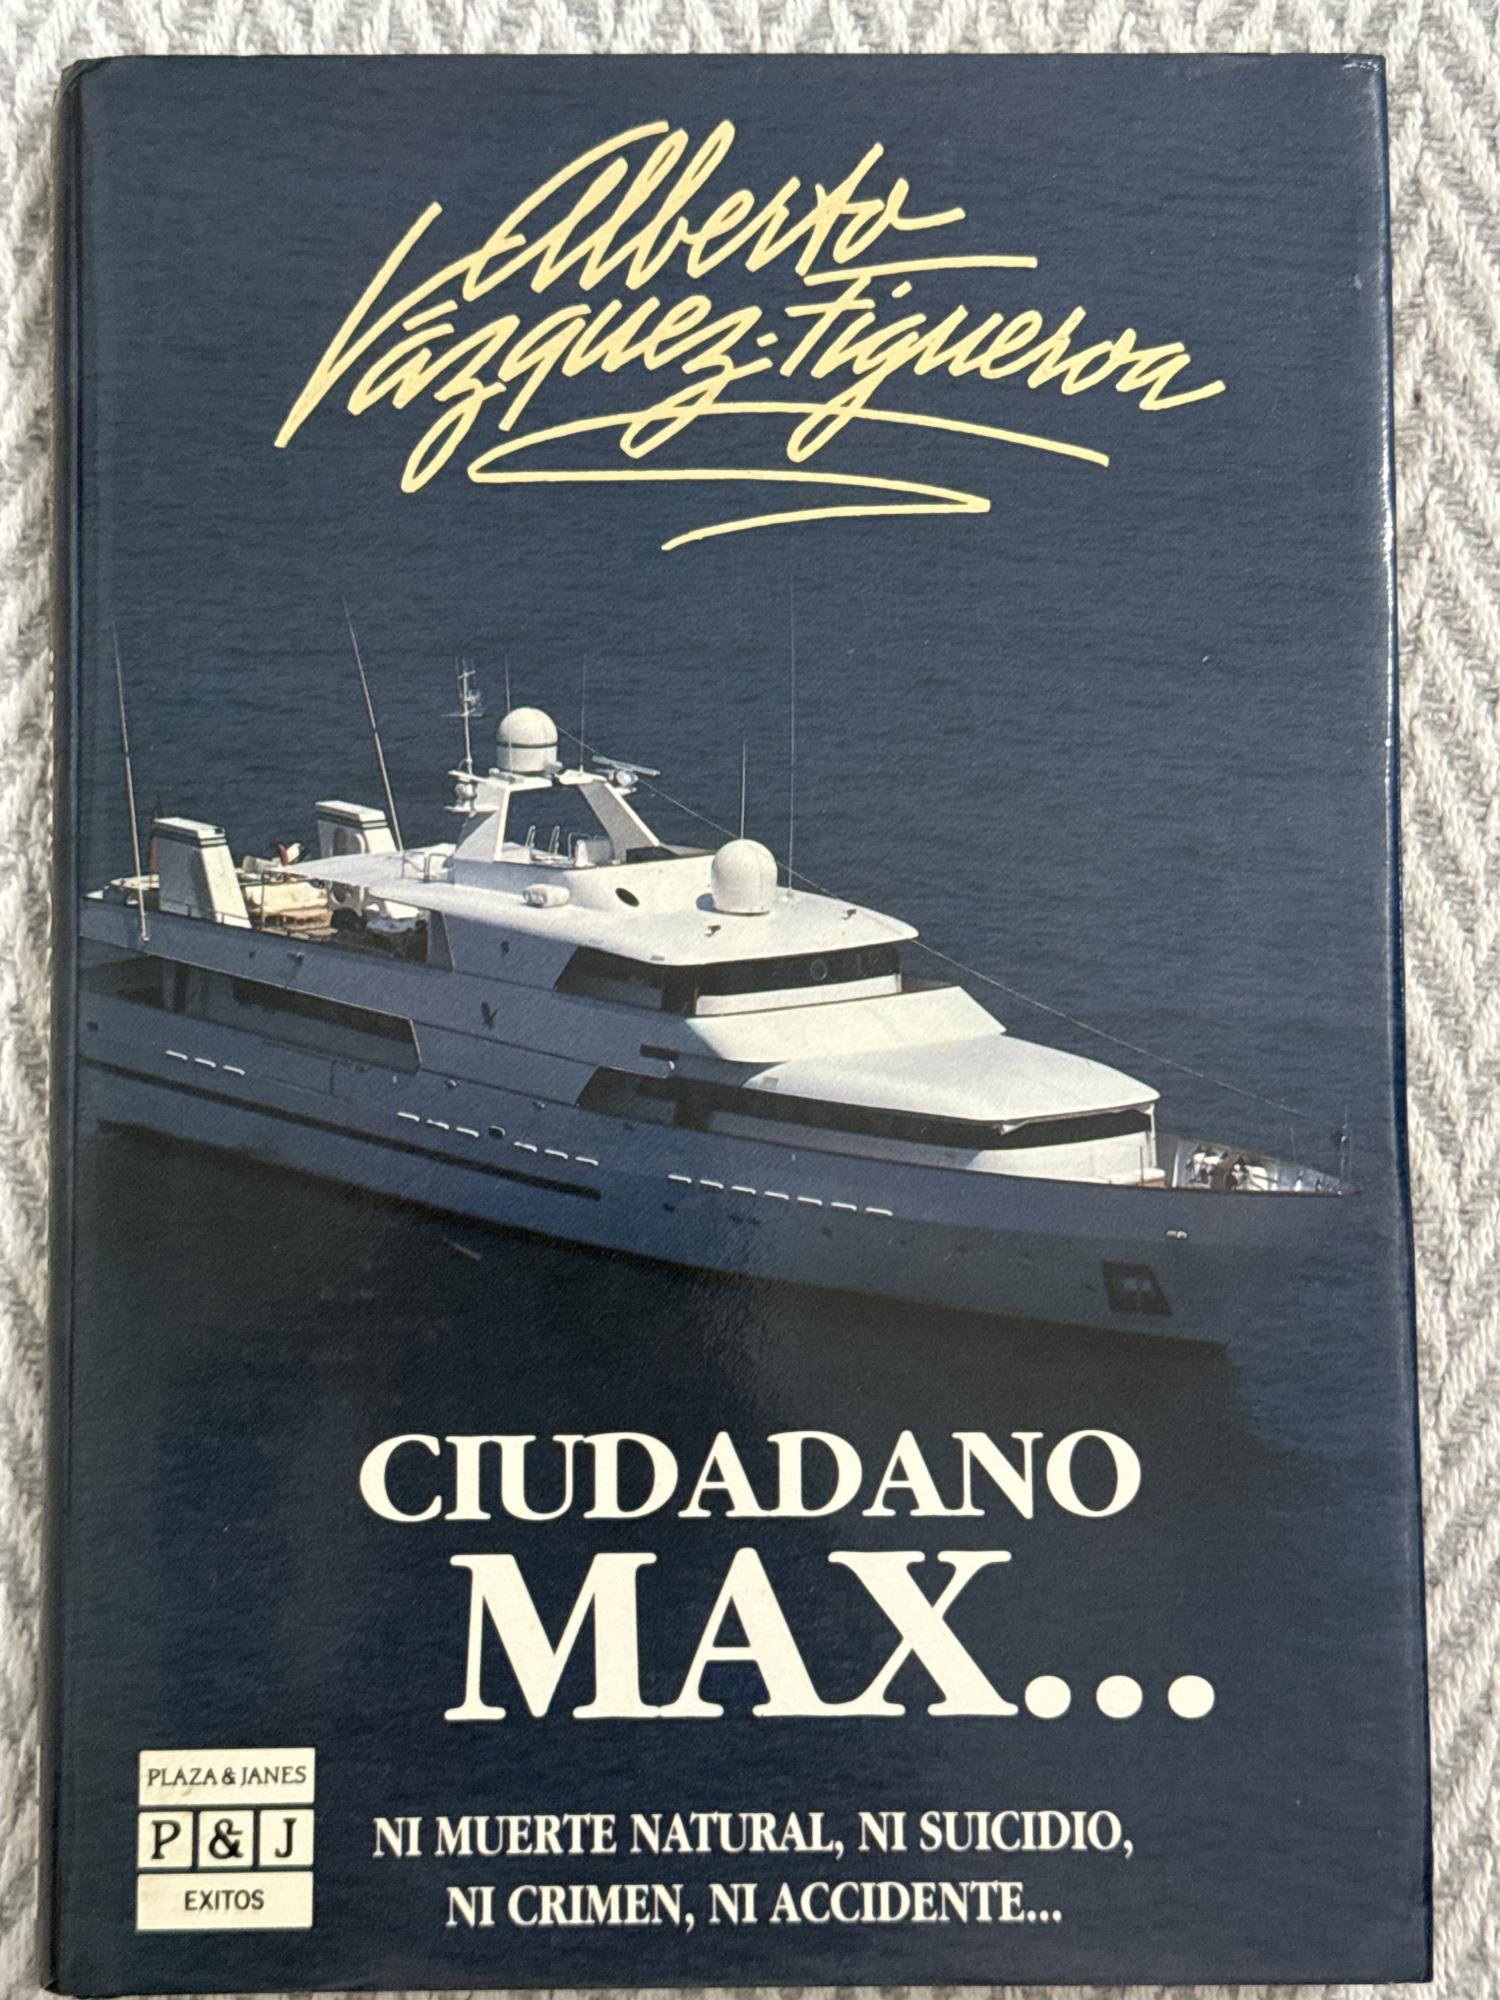 Alberto
Vázquez-Figueroa
CIUDADANO
MAX...
PLAZA & JANES
P & J
EXITOS
NI MUERTE NATURAL, NI SUICIDIO,
NI CRIMEN, NI ACCIDENTE...